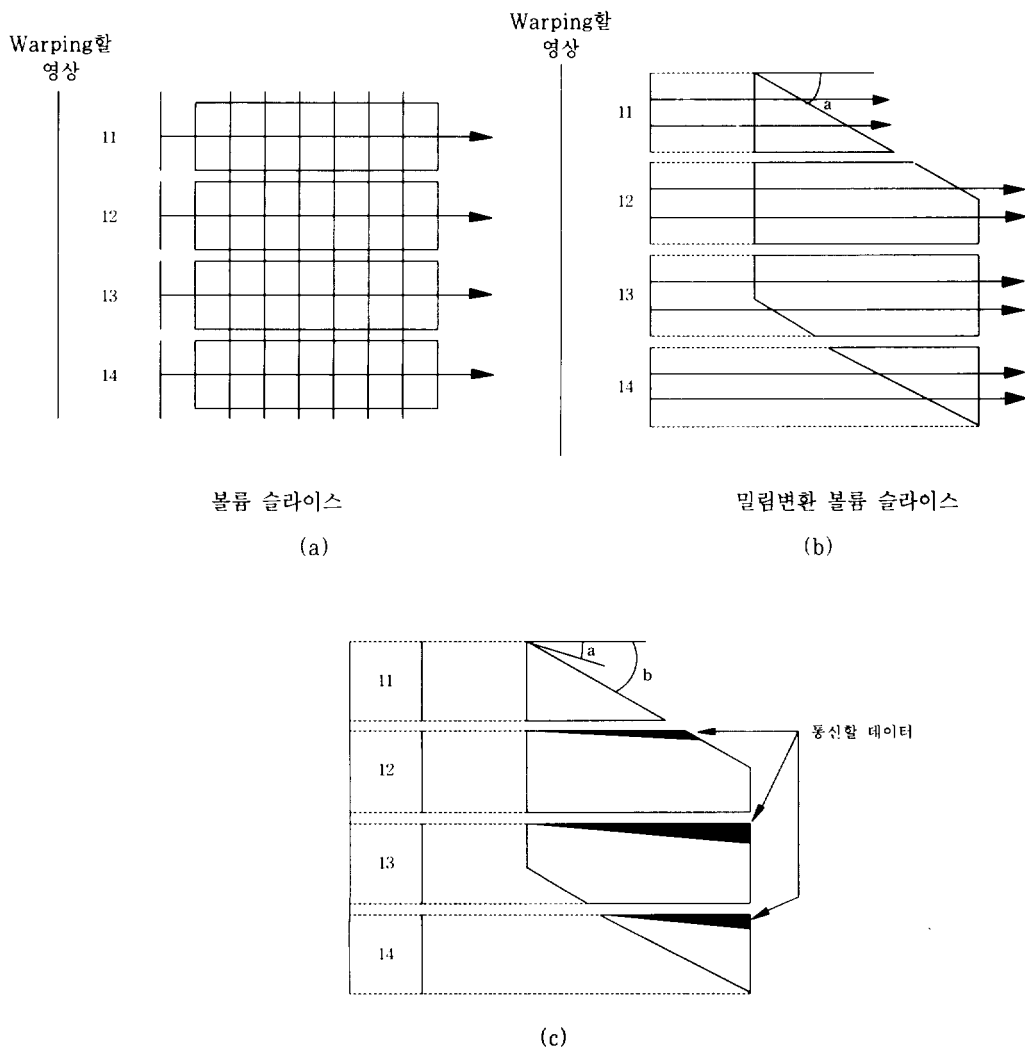 Warping할
영상
11
12
13
14
볼륨 슬라이스
(a)
Warping할
영상
a
11
12
13
14
밀림변환 볼륨 슬라이스
(b)
a
b
11
12
13
14
통신할 데이터
(c)